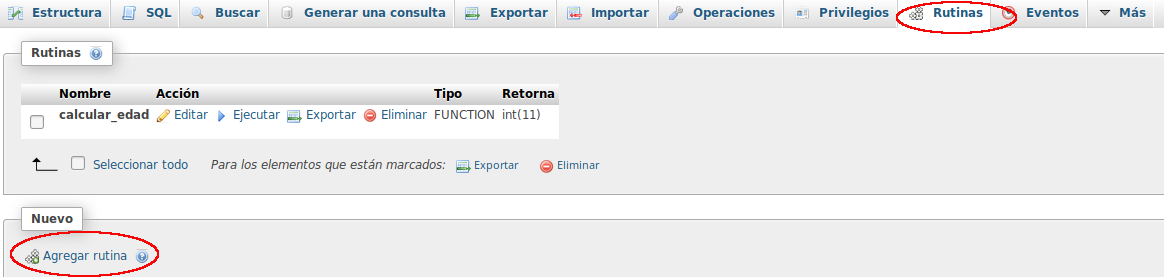 Estructura SQL Buscar Generar una consulta Exportar Importar Operaciones Privilegios Rutinas Eventos Más
Rutinas
Nombre Acción Tipo Retorna
calcular_edad Editar Ejecutar Exportar Eliminar FUNCTION int(11)
Seleccionar todo Para los elementos que están marcados: Exportar Eliminar
Nuevo
Agregar rutina